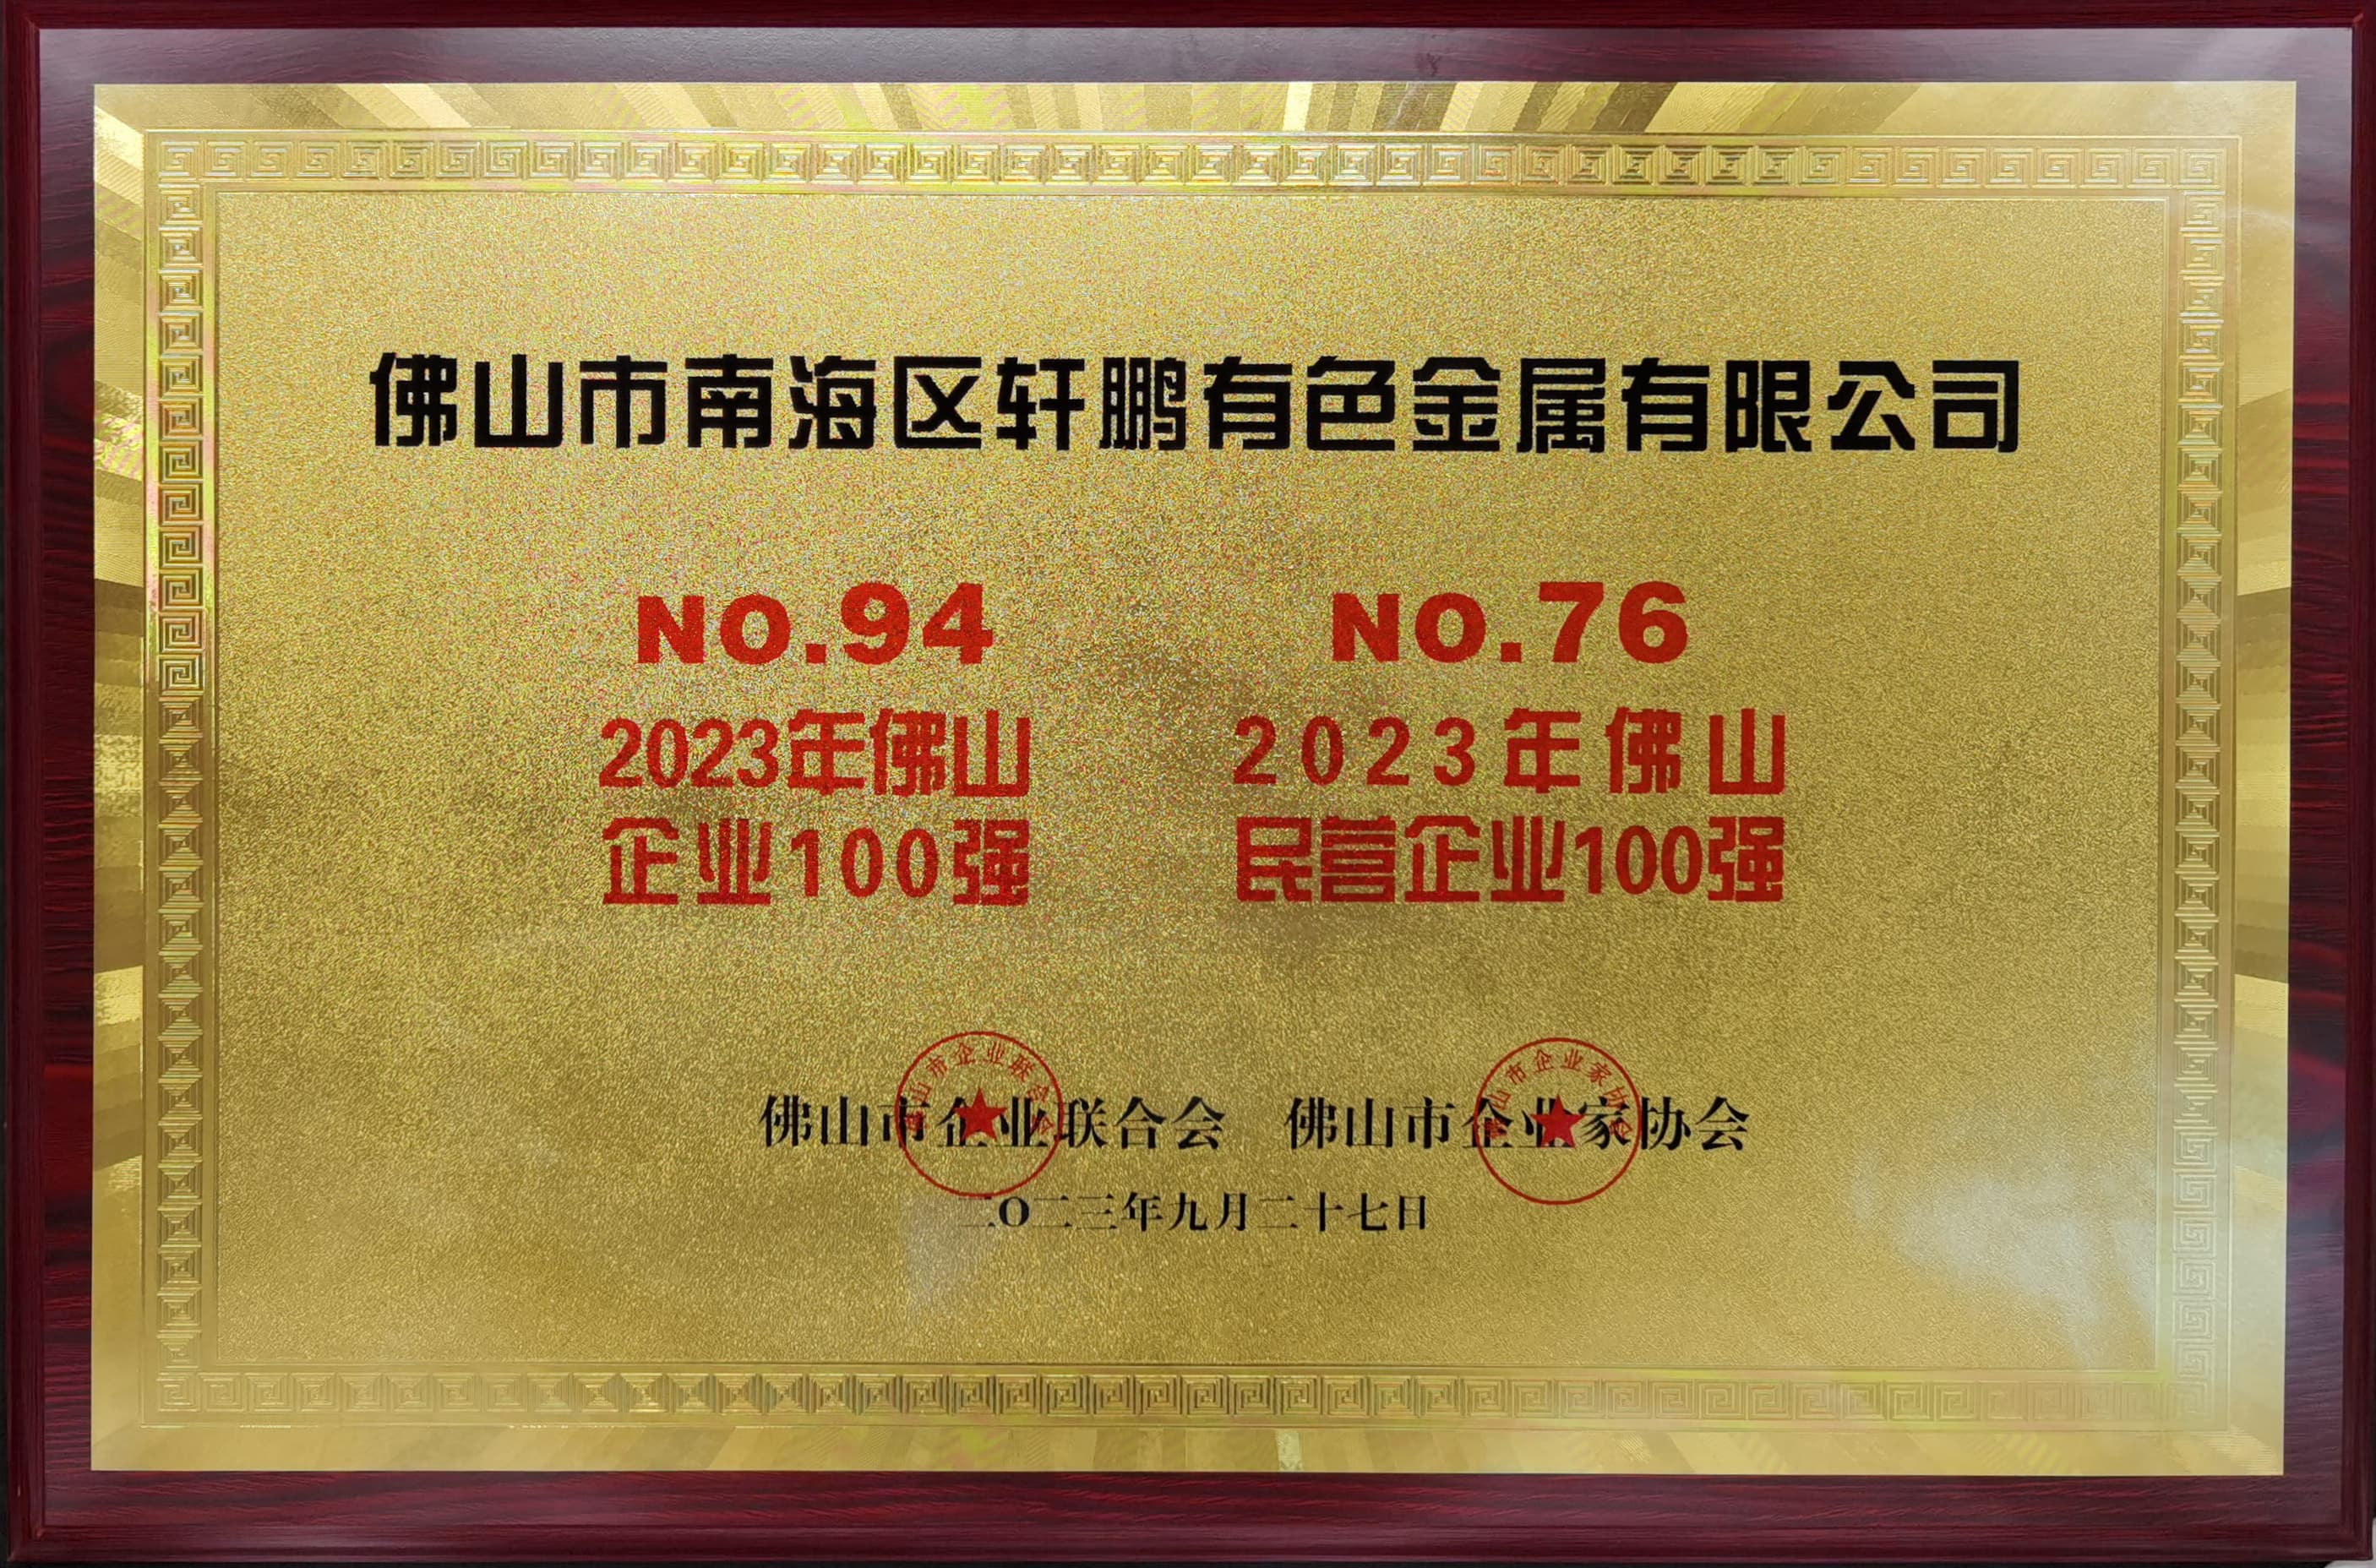 佛山市南海区轩鹏有色金属有限公司
NO.94
2023年佛山
企业100强
NO.76
2023年佛山
民营企业100强
佛山市企业联合会 佛山市企业家协会
二〇二三年九月二十七日